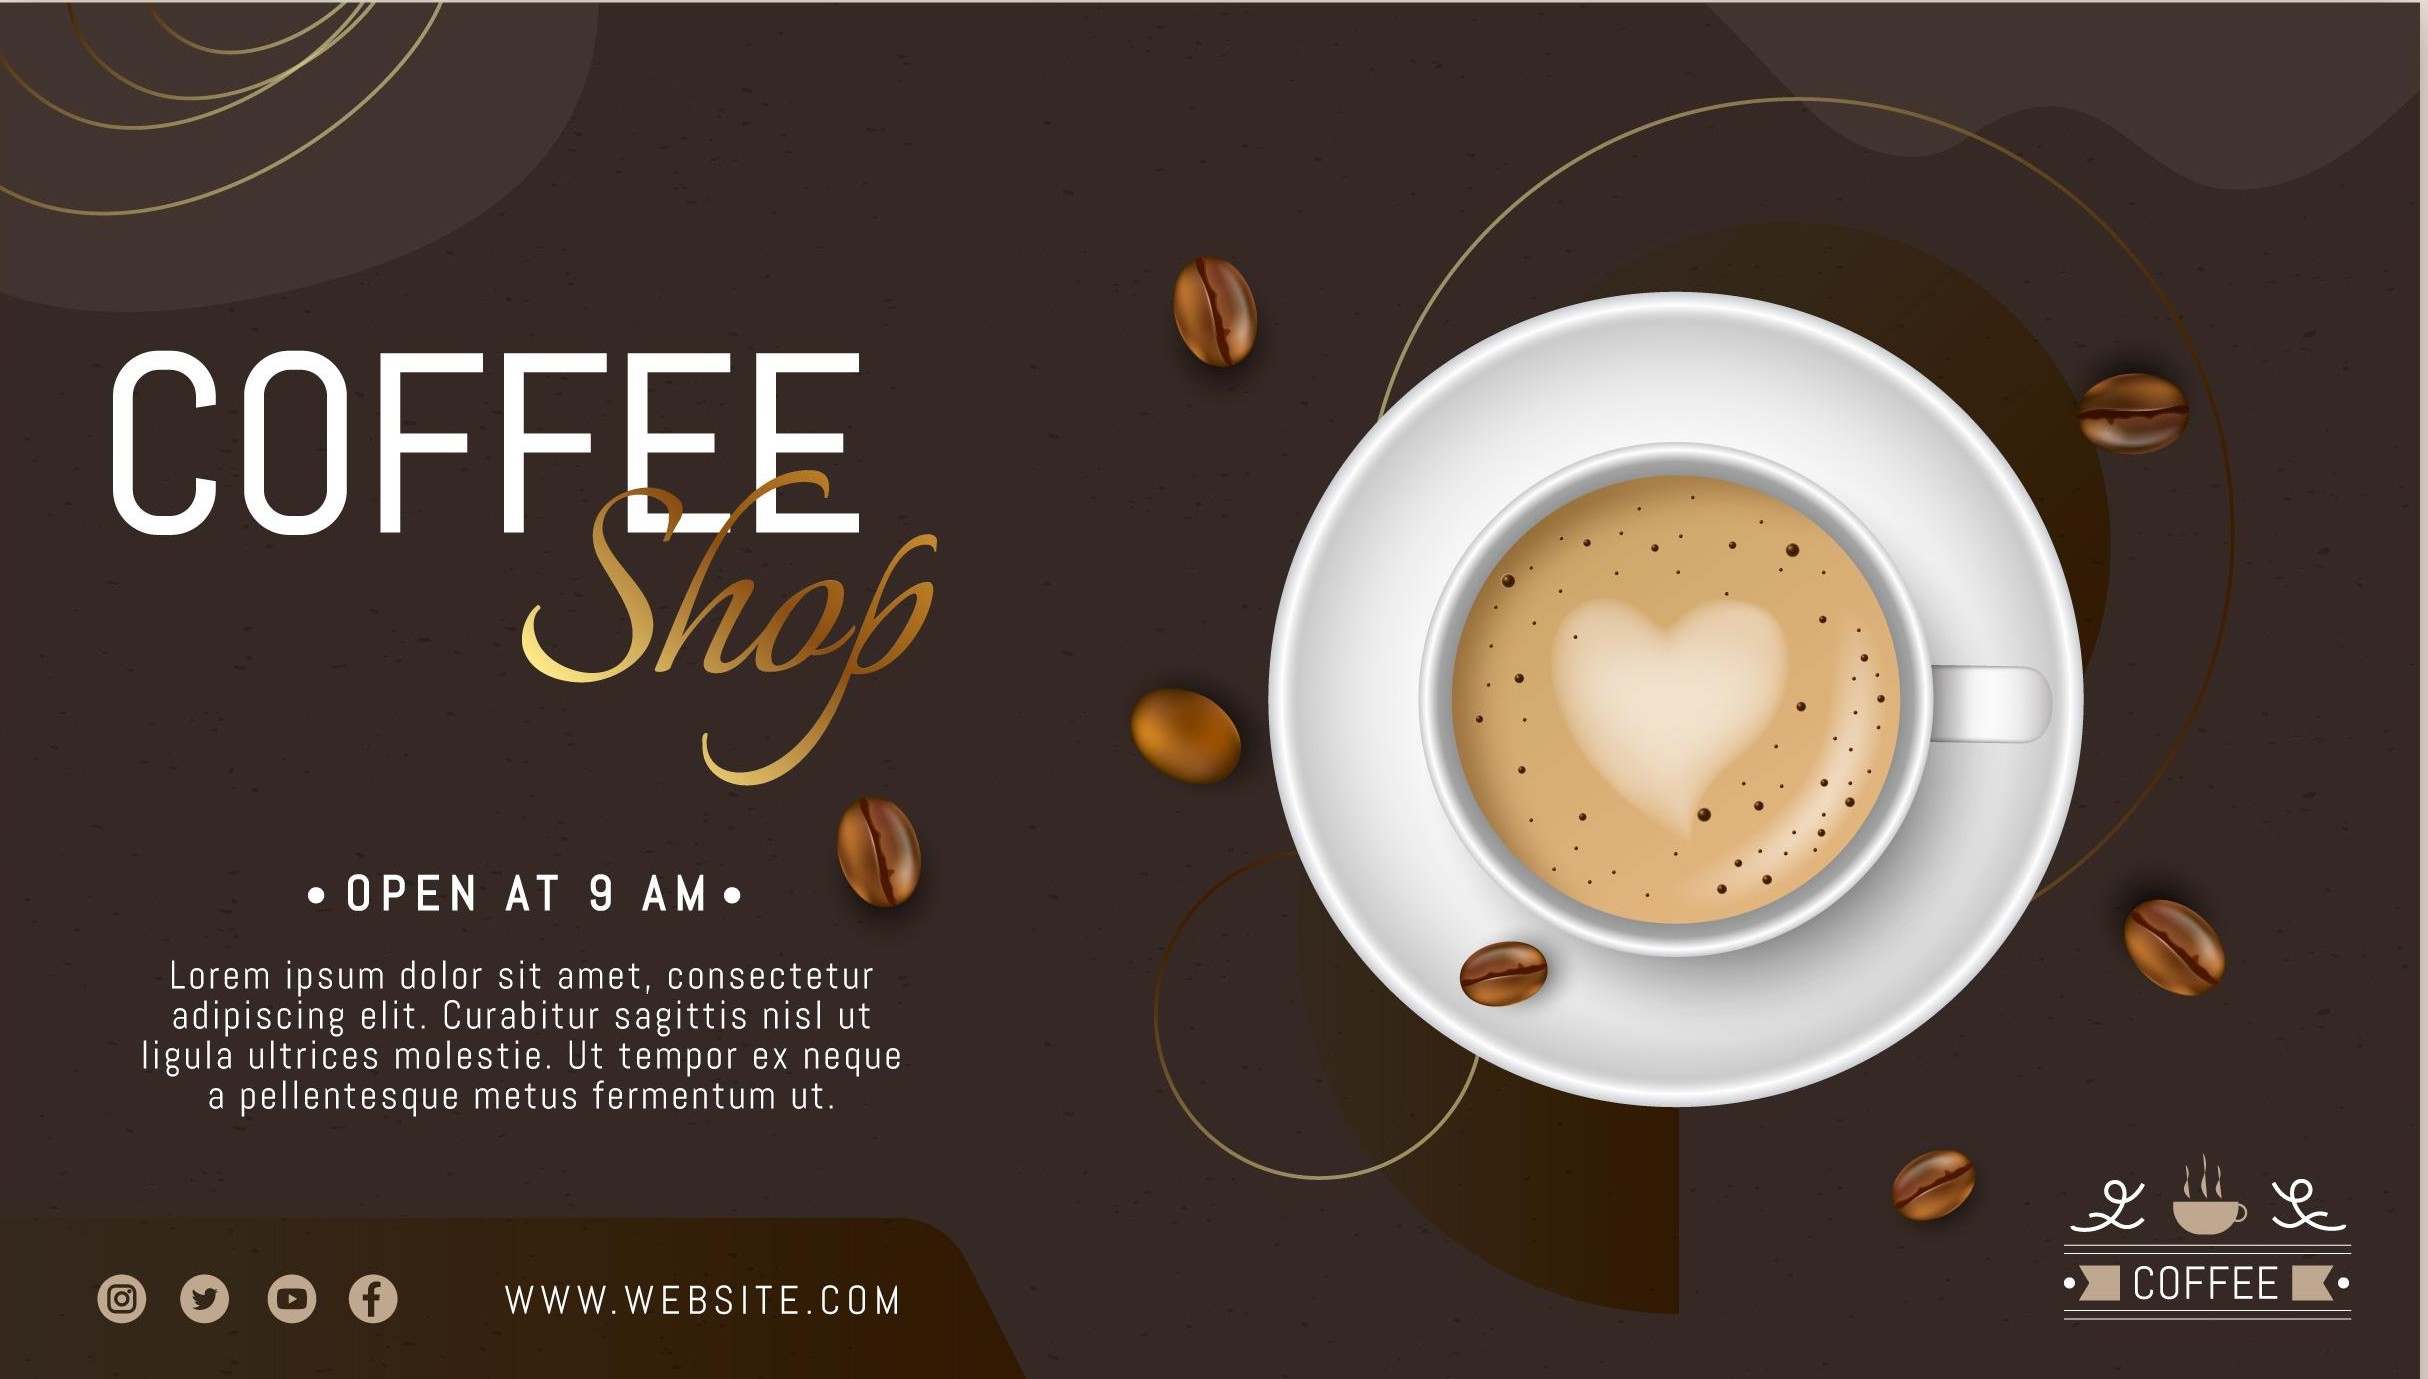 COFFEE
Shop
• OPEN AT 9 AM •
Lorem ipsum dolor sit amet, consectetur
adipiscing elit. Curabitur sagittis nisl ut
ligula ultrices molestie. Ut tempor ex neque
a pellentesque metus fermentum ut.
WWW.WEBSITE.COM
COFFEE